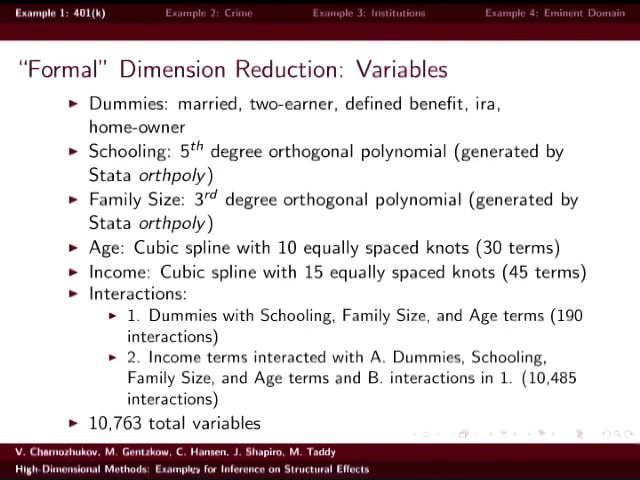 Example 1: 401(k) Example 2: Crime Example 3: Institutions Example 4: Eminent Domain
“Formal” Dimension Reduction: Variables
Dummies: married, two-earner, defined benefit, ira,
home-owner
Schooling: 5th degree orthogonal polynomial (generated by
Stata orthpoly)
Family Size: 3rd degree orthogonal polynomial (generated by
Stata orthpoly)
Age: Cubic spline with 10 equally spaced knots (30 terms)
Income: Cubic spline with 15 equally spaced knots (45 terms)
Interactions:
1. Dummies with Schooling, Family Size, and Age terms (190
interactions)
2. Income terms interacted with A. Dummies, Schooling,
Family Size, and Age terms and B. interactions in 1. (10,485
interactions)
10,763 total variables
V. Chernozhukov, M. Gentzkow, C. Hansen, J. Shapiro, M. Taddy
High-Dimensional Methods: Examples for Inference on Structural Effects